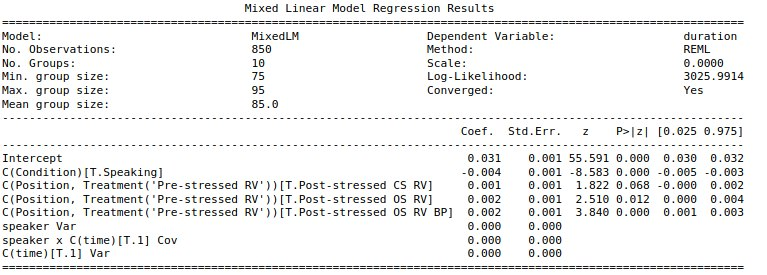 Mixed Linear Model Regression Results
================================================================================
Model: MixedLM Dependent Variable: duration
No. Observations: 850 Method: REML
No. Groups: 10 Scale: 0.0000
Min. group size: 75 Log-Likelihood: 3025.9914
Max. group size: 95 Converged: Yes
Mean group size: 85.0
--------------------------------------------------------------------------------
Coef. Std.Err. z P>|z| [0.025 0.975]
--------------------------------------------------------------------------------
Intercept 0.031 0.001 55.591 0.000 0.030 0.032
C(Condition)[T.Speaking] -0.004 0.001 -8.583 0.000 -0.005 -0.003
C(Position, Treatment('Pre-stressed RV'))[T.Post-stressed CS RV] 0.001 0.001 1.822 0.068 -0.000 0.002
C(Position, Treatment('Pre-stressed RV'))[T.Post-stressed OS RV] 0.002 0.001 2.510 0.012 0.000 0.004
C(Position, Treatment('Pre-stressed RV'))[T.Post-stressed OS RV BP] 0.002 0.001 3.840 0.000 0.001 0.003
speaker Var 0.000 0.000
speaker x C(time)[T.1] Cov 0.000 0.000
C(time)[T.1] Var 0.000 0.000
================================================================================